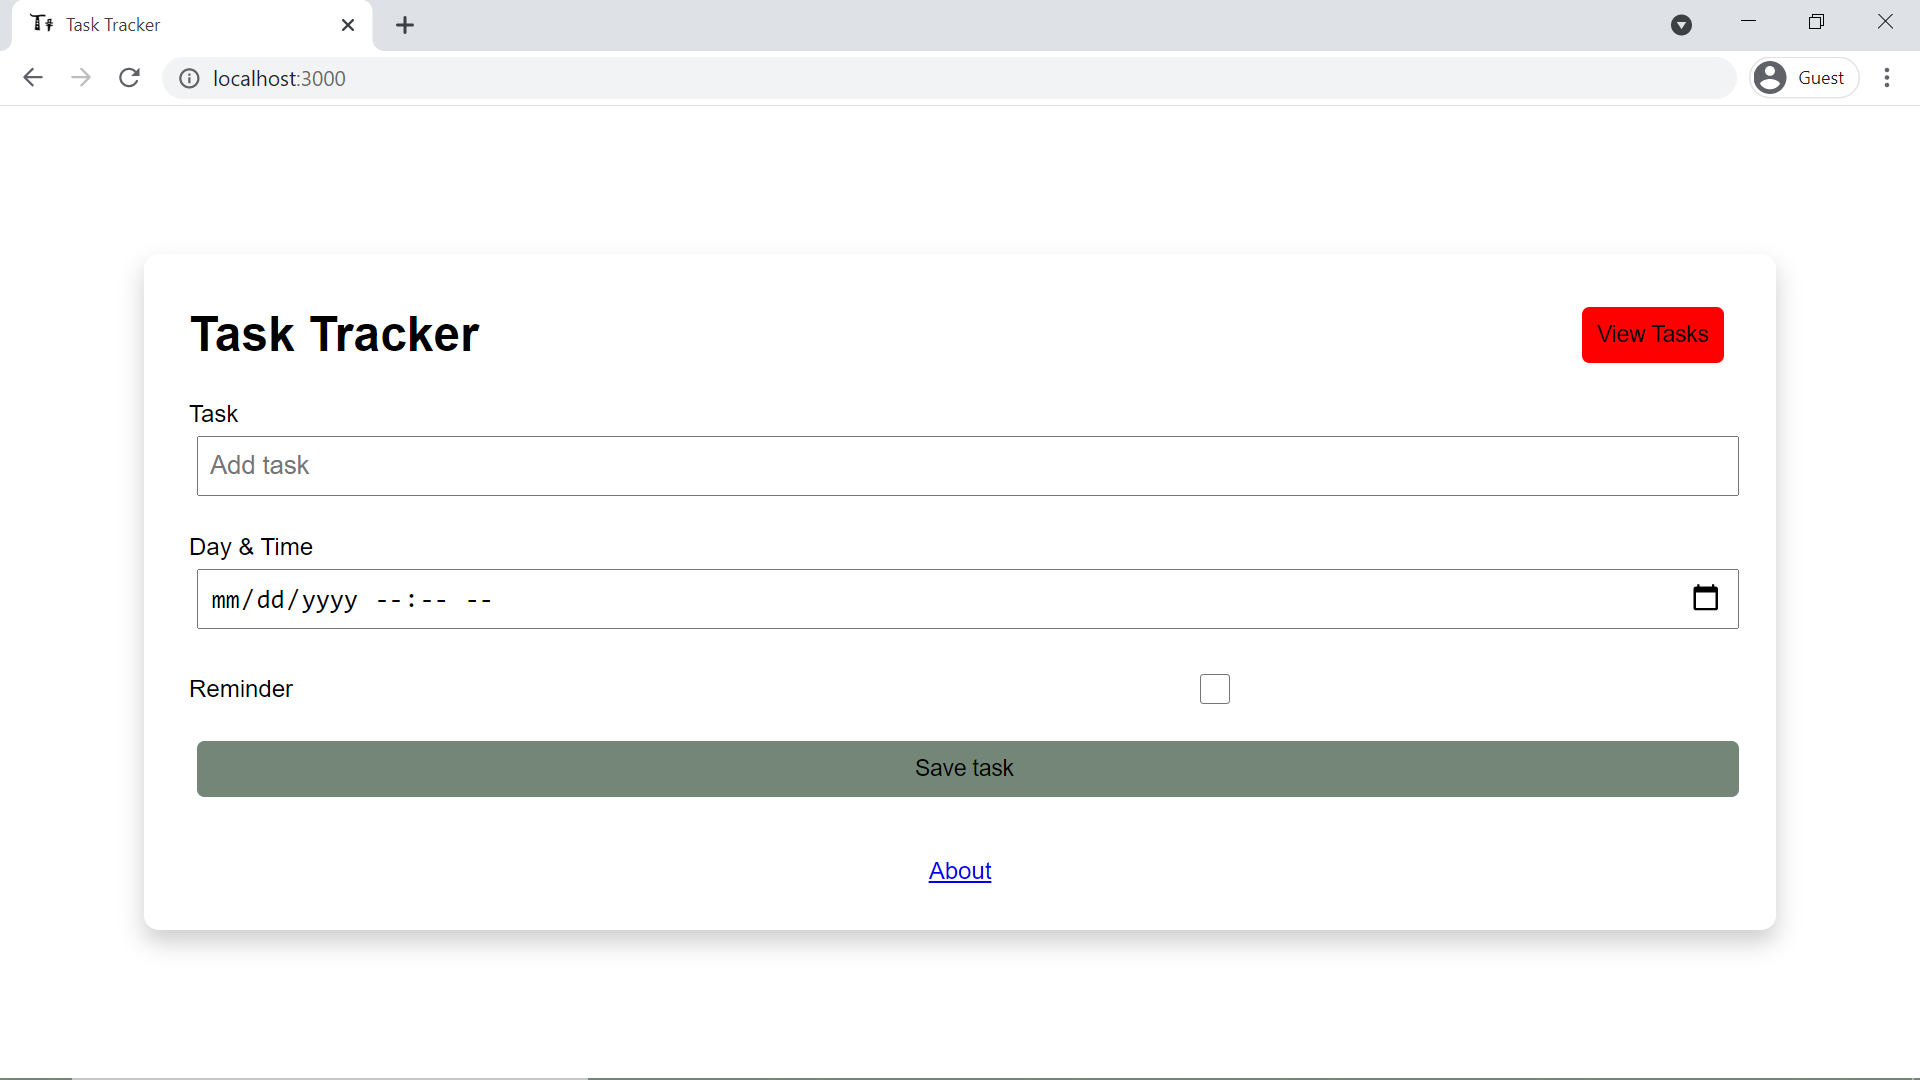 Task Tracker
localhost:3000
Guest
Task Tracker
View Tasks
Task
Add task
Day & Time
mm/dd/yyyy --:-- --
Reminder
Save task
About